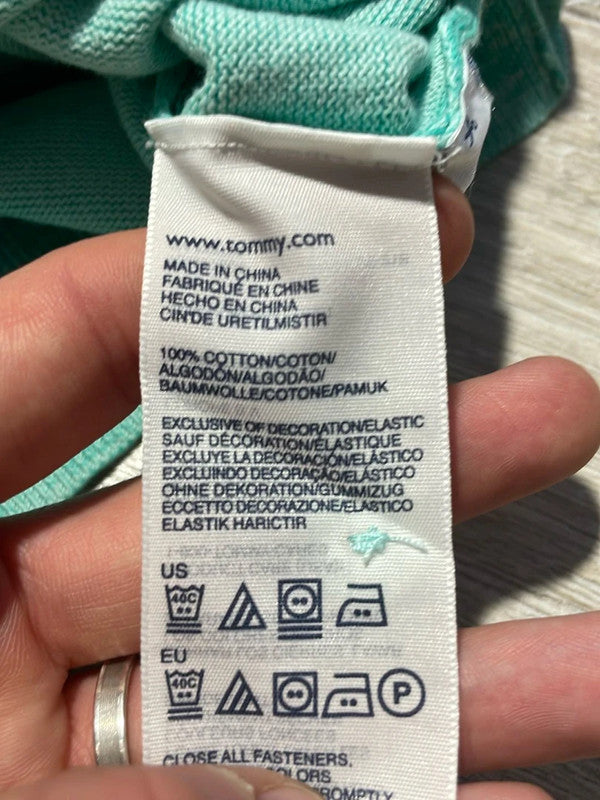 www.tommy.com
MADE IN CHINA
FABRIQUÉ EN CHINE
HECHO EN CHINA
CIN'DE URETILMISTIR
100% COTTON/COTON/
ALGODÓN/ALGODÃO/
BAUMWOLLE/COTONE/PAMUK
EXCLUSIVE OF DECORATION/ELASTIC
SAUF DÉCORATION/ÉLASTIQUE
EXCLUYE LA DECORACIÓN/ELÁSTICO
EXCLUINDO DECORAÇÃO/ELÁSTICO
OHNE DEKORATION/GUMMIZUG
ECCETTO DECORAZIONE/ELASTICO
ELASTIK HARICTIR
US
40C
EU
40C
P
CLOSE ALL FASTENERS.
COLORS
PROMPTLY